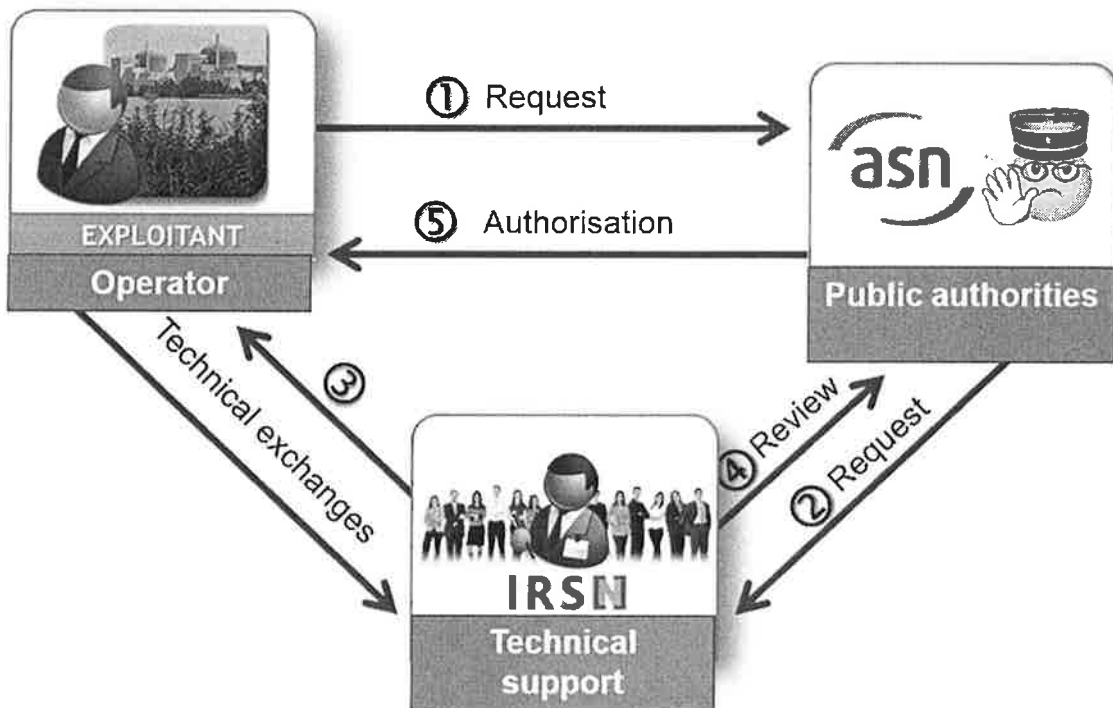 ① Request
asn
⑤ Authorisation
EXPLOITANT
Operator
Public authorities
Technical exchanges
③
④ Review
② Request
IRSN
Technical
support